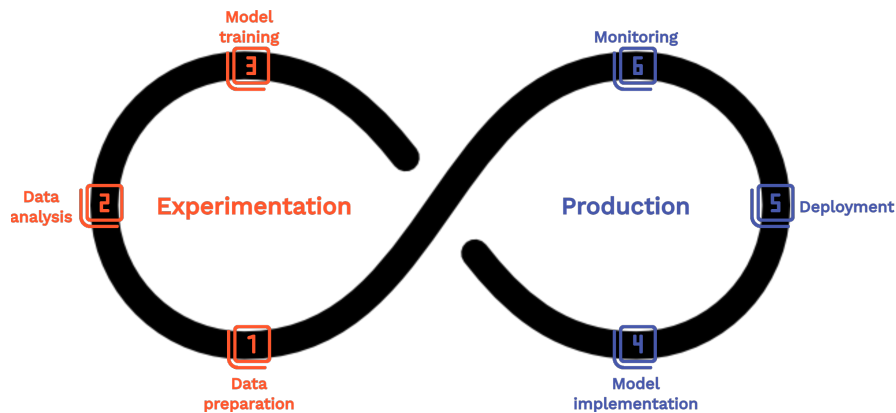 Model
training
3
Monitoring
6
Data
analysis
2
Experimentation
Production
5
Deployment
1
Data
preparation
4
Model
implementation